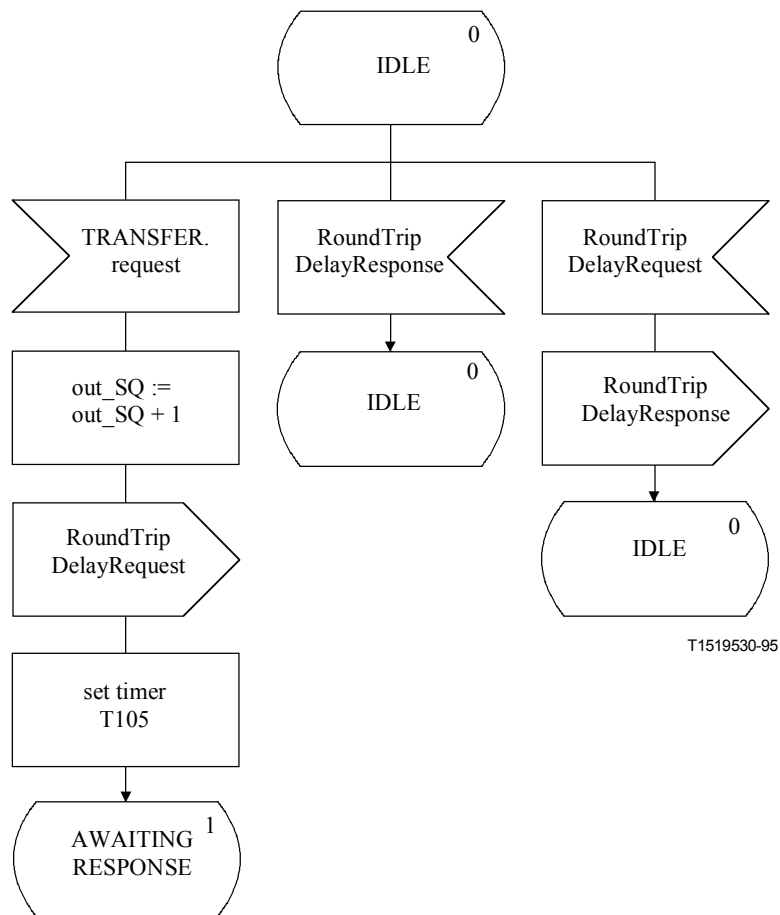 0
IDLE
TRANSFER.
request
RoundTrip
DelayResponse
RoundTrip
DelayRequest
out_SQ :=
out_SQ + 1
0
IDLE
RoundTrip
DelayResponse
RoundTrip
DelayRequest
0
IDLE
T1519530-95
set timer
T105
1
AWAITING
RESPONSE